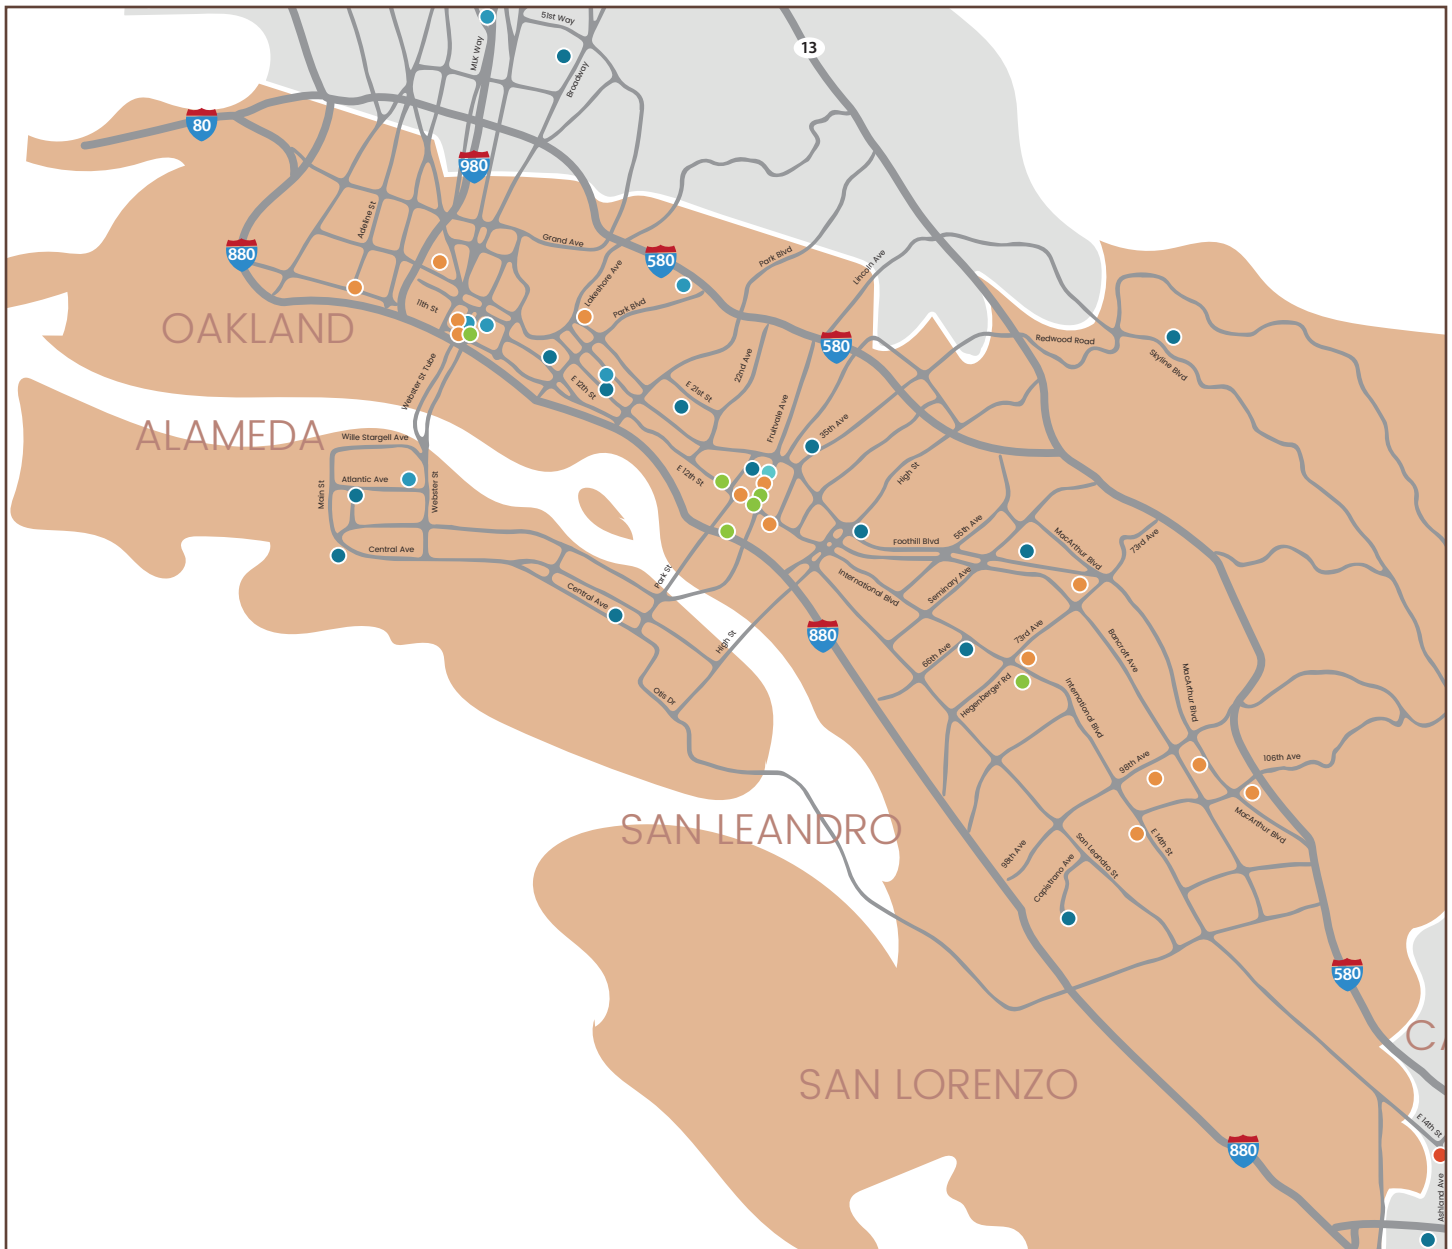 51st Way
MLK Way
Broadway
13
80
980
Adeline St
880
Grand Ave
580
Park Blvd
Lincoln Ave
Lakeshore Ave
Park Blvd
11th St
OAKLAND
580
Redwood Road
Skyline Blvd
Webster St Tube
E 12th St
E 21st St
22nd Ave
Fruitvale Ave
35th Ave
ALAMEDA
Wille Stargell Ave
Atlantic Ave
Main St
Webster St
E 12th St
High St
Central Ave
Foothill Blvd
55th Ave
MacArthur Blvd
73rd Ave
Park St
Central Ave
International Blvd
Seminary Ave
880
High St
66th Ave
73rd Ave
Bancroft Ave
MacArthur Blvd
Otis Dr
Hegenberger Rd
International Blvd
98th Ave
106th Ave
SAN LEANDRO
MacArthur Blvd
E 14th St
98th Ave
San Leandro St
Capistrano Ave
580
C
SAN LORENZO
E 14th St
880
Ashland Ave